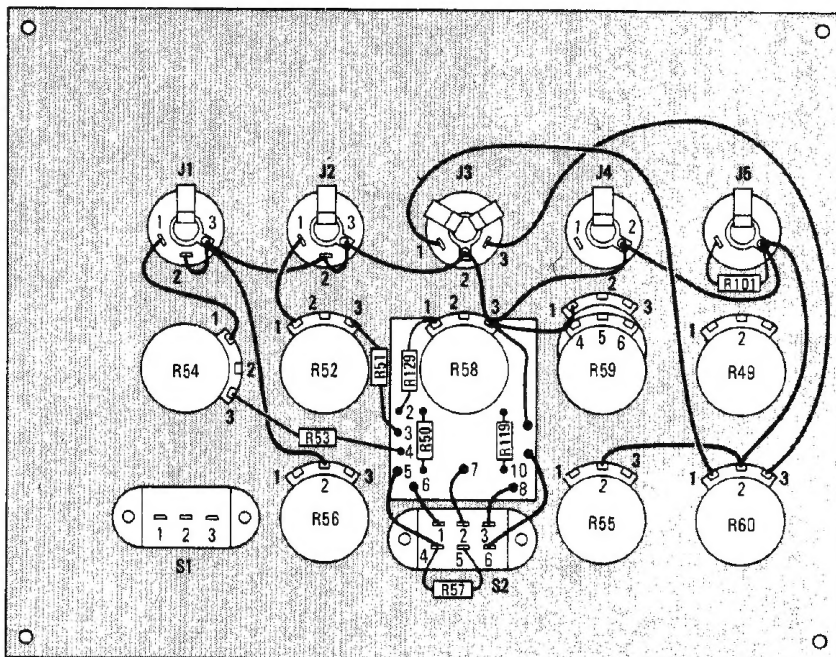 J1 J2 J3 J4 J5
1 3 1 3 1 3 1 2
2 2 2
R101
1 2 3 1 2 3 1 2 3 1 3
R54 2 R52 R51 R129 R58 4 5 6 R59 2 R49
3 2
3 R50 R119
R53 4
1 2 3 5 6 7 10 8 1 2 3 1 2 3
R56 R55 R60
1 2 3 1 2 3
S1 4 5 6
R57 S2